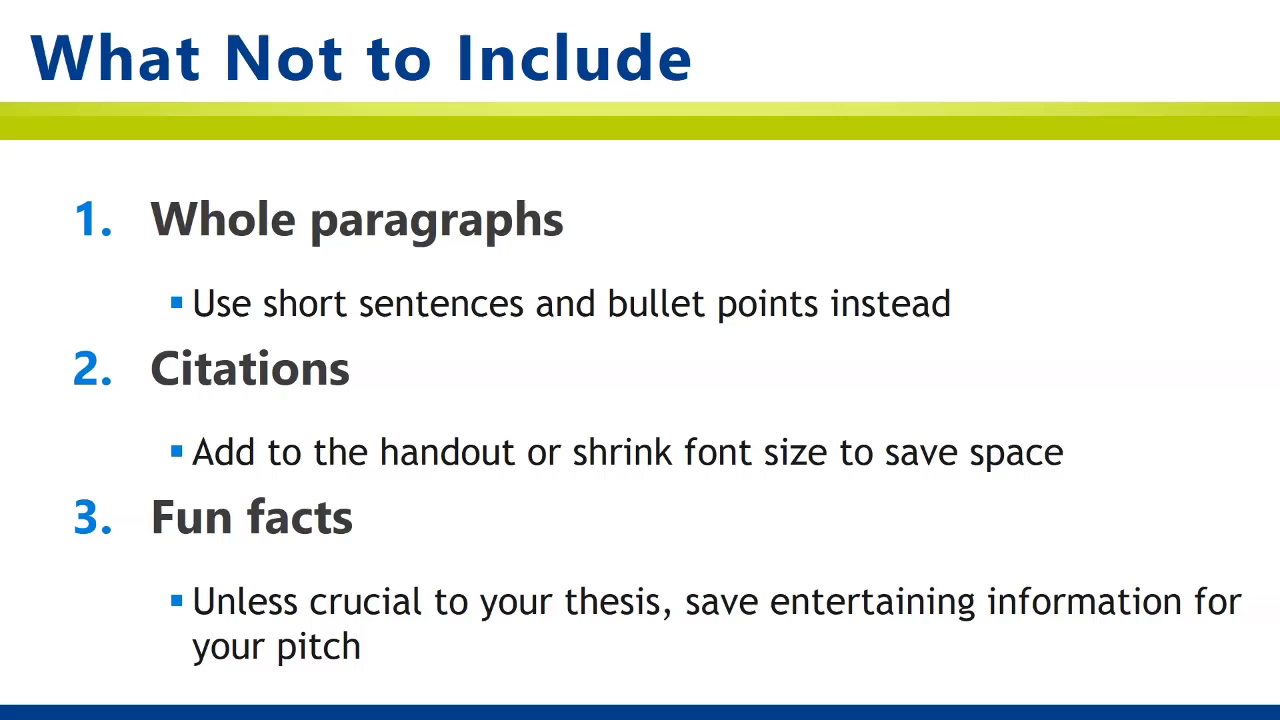 What Not to Include
1. Whole paragraphs
▪ Use short sentences and bullet points instead
2. Citations
▪ Add to the handout or shrink font size to save space
3. Fun facts
▪ Unless crucial to your thesis, save entertaining information for
your pitch